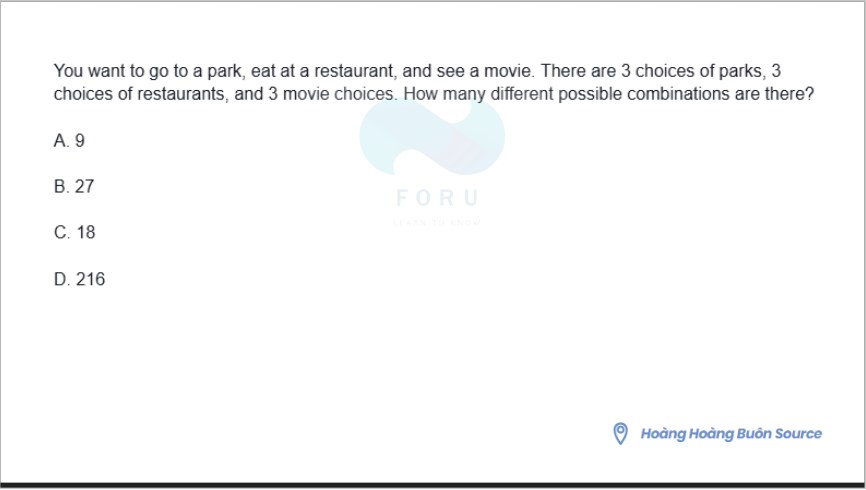 You want to go to a park, eat at a restaurant, and see a movie. There are 3 choices of parks, 3
choices of restaurants, and 3 movie choices. How many different possible combinations are there?
A. 9
B. 27
FORU
C. 18
D. 216
Hoàng Hoàng Buôn Source